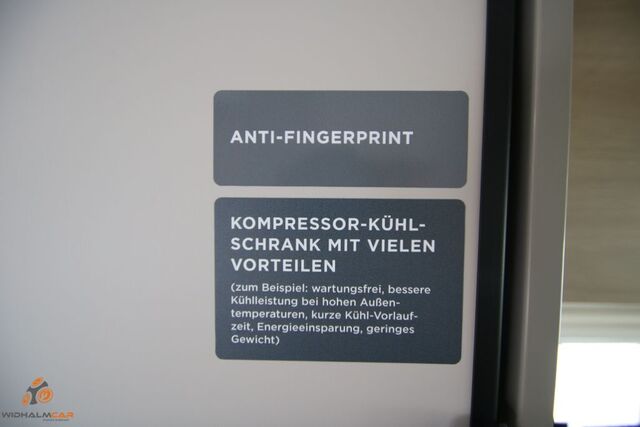 ANTI-FINGERPRINT
KOMPRESSOR-KÜHL-
SCHRANK MIT VIELEN
VORTEILEN
(zum Beispiel: wartungsfrei, bessere
Kühlleistung bei hohen Außen-
temperaturen, kurze Kühl-Vorlauf-
zeit, Energieeinsparung, geringes
Gewicht)
WIDHALMCAR